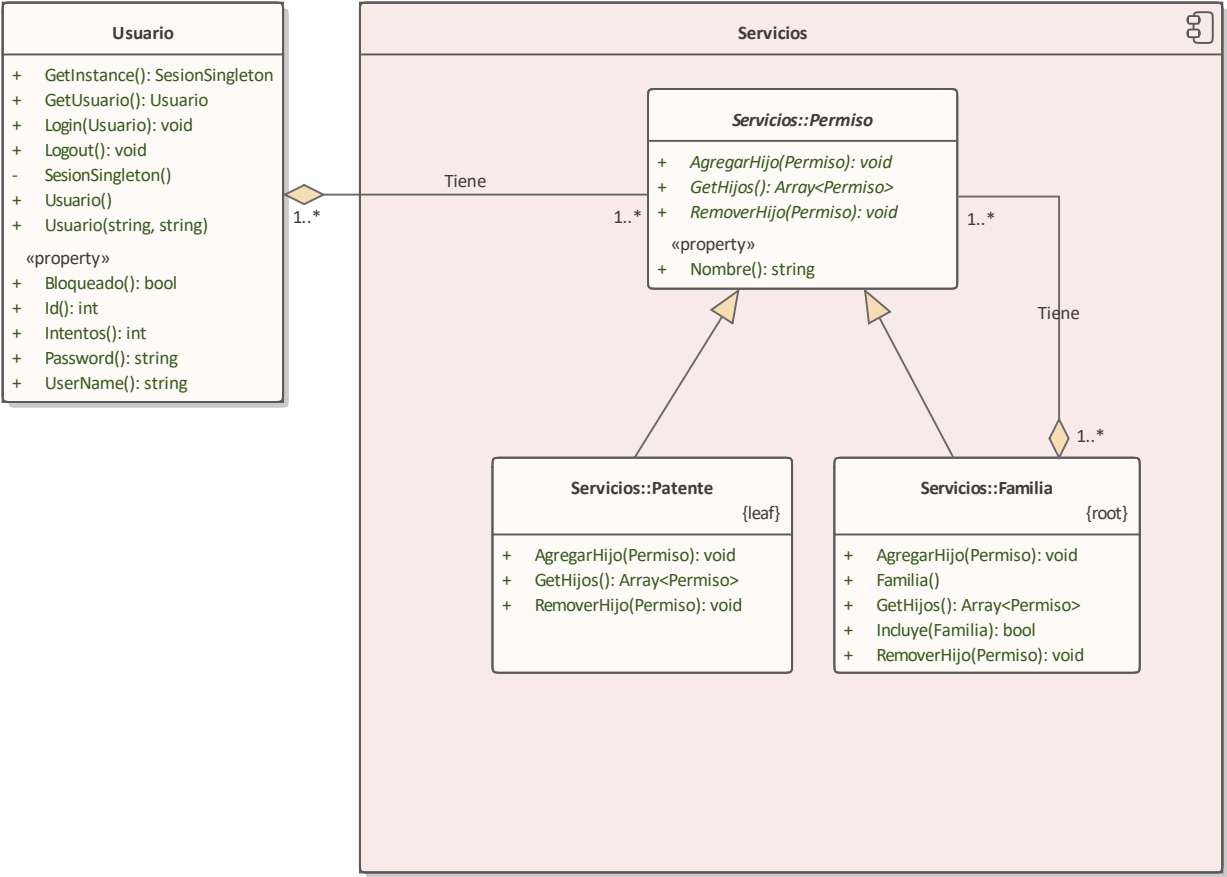 Usuario
+ GetInstance(): SesionSingleton
+ GetUsuario(): Usuario
+ Login(Usuario): void
+ Logout(): void
- SesionSingleton()
+ Usuario()
+ Usuario(string, string)
«property»
+ Bloqueado(): bool
+ Id(): int
+ Intentos(): int
+ Password(): string
+ UserName(): string
1..*
Tiene
1..*
Servicios
Servicios::Permiso
+ AgregarHijo(Permiso): void
+ GetHijos(): Array<Permiso>
+ RemoverHijo(Permiso): void
«property»
+ Nombre(): string
1..*
Tiene
1..*
Servicios::Patente
{leaf}
+ AgregarHijo(Permiso): void
+ GetHijos(): Array<Permiso>
+ RemoverHijo(Permiso): void
Servicios::Familia
{root}
+ AgregarHijo(Permiso): void
+ Familia()
+ GetHijos(): Array<Permiso>
+ Incluye(Familia): bool
+ RemoverHijo(Permiso): void